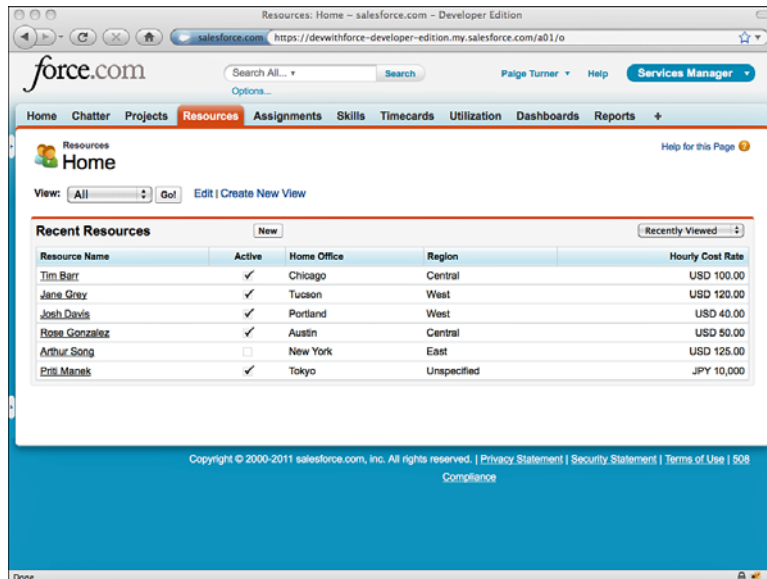 Resources: Home ~ salesforce.com - Developer Edition
salesforce.com https://devwithforce-developer-edition.my.salesforce.com/a01/o
force.com Search All... Search Paige Turner Help Services Manager
Options...
Home Chatter Projects Resources Assignments Skills Timecards Utilization Dashboards Reports +
Resources
Home
Help for this Page ?
View: All Go! Edit | Create New View
Recent Resources New Recently Viewed
Resource Name Active Home Office Region Hourly Cost Rate
Tim Barr ✓ Chicago Central USD 100.00
Jane Grey ✓ Tucson West USD 120.00
Josh Davis ✓ Portland West USD 40.00
Rose Gonzalez ✓ Austin Central USD 50.00
Arthur Song New York East USD 125.00
Priti Manek ✓ Tokyo Unspecified JPY 10,000
Copyright © 2000-2011 salesforce.com, inc. All rights reserved. | Privacy Statement | Security Statement | Terms of Use | 508
Compliance
Done